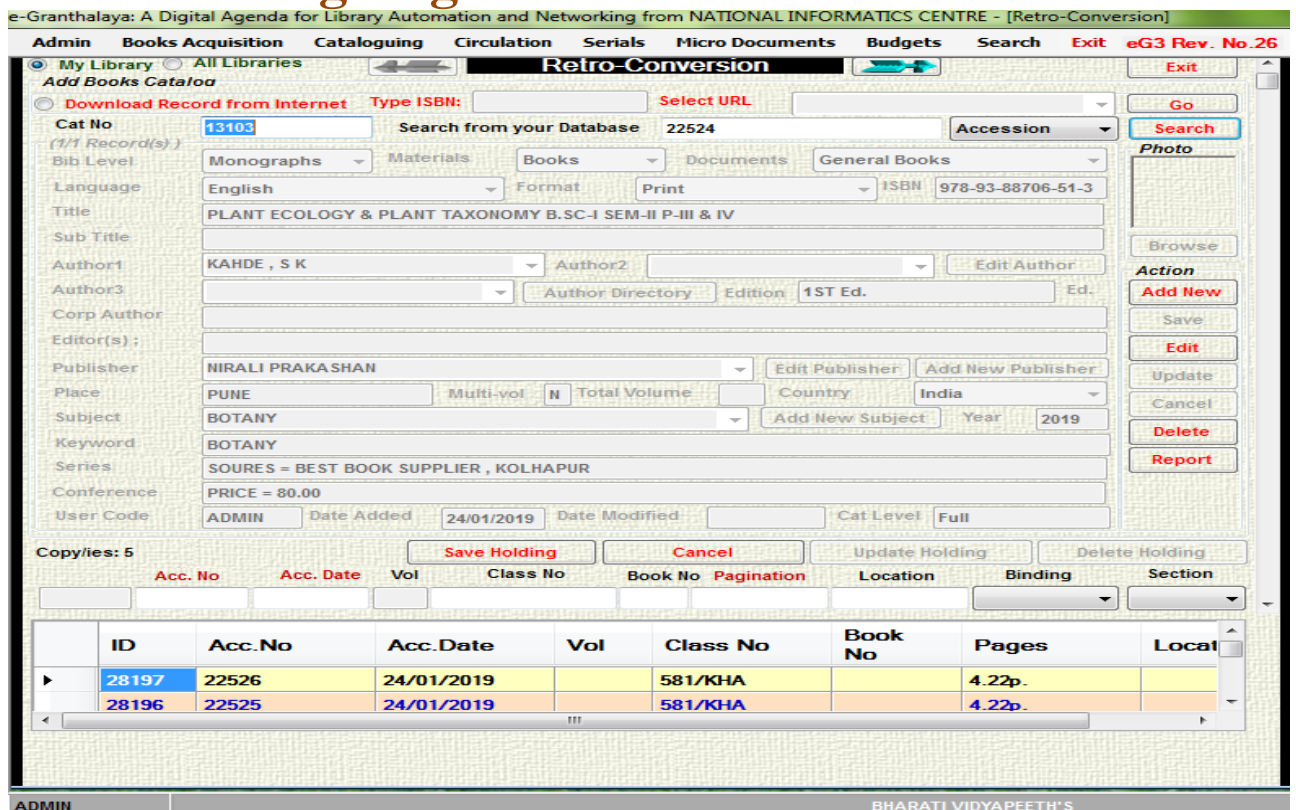 e-Granthalaya: A Digital Agenda for Library Automation and Networking from NATIONAL INFORMATICS CENTRE - [Retro-Conversion]
Admin Books Acquisition Cataloguing Circulation Serials Micro Documents Budgets Search Exit eG3 Rev. No.26
My Library All Libraries Retro-Conversion Exit
Add Books Catalog
Download Record from Internet Type ISBN: Select URL Go
Cat No 13103 Search from your Database 22524 Accession Search
(1/1 Record(s) ) Photo
Bib Level Monographs Materials Books Documents General Books
Language English Format Print ISBN 978-93-88706-51-3
Title PLANT ECOLOGY & PLANT TAXONOMY B.SC-I SEM-II P-III & IV
Sub Title Browse
Author1 KAHDE , S K Author2 Edit Author Action
Author3 Author Directory Edition 1ST Ed. Ed. Add New
Corp Author Save
Editor(s) : Edit
Publisher NIRALI PRAKASHAN Edit Publisher Add New Publisher Update
Place PUNE Multi-vol N Total Volume Country India Cancel
Subject BOTANY Add New Subject Year 2019
Keyword BOTANY Delete
Series SOURES = BEST BOOK SUPPLIER , KOLHAPUR Report
Conference PRICE = 80.00
User Code ADMIN Date Added 24/01/2019 Date Modified Cat Level Full
Copy/ies: 5 Save Holding Cancel Update Holding Delete Holding
Acc. No Acc. Date Vol Class No Book No Pagination Location Binding Section
ID Acc.No Acc.Date Vol Class No Book No Pages Locat
28197 22526 24/01/2019 581/KHA 4.22p.
28196 22525 24/01/2019 581/KHA 4.22p.
ADMIN BHARATI VIDYAPEETH'S